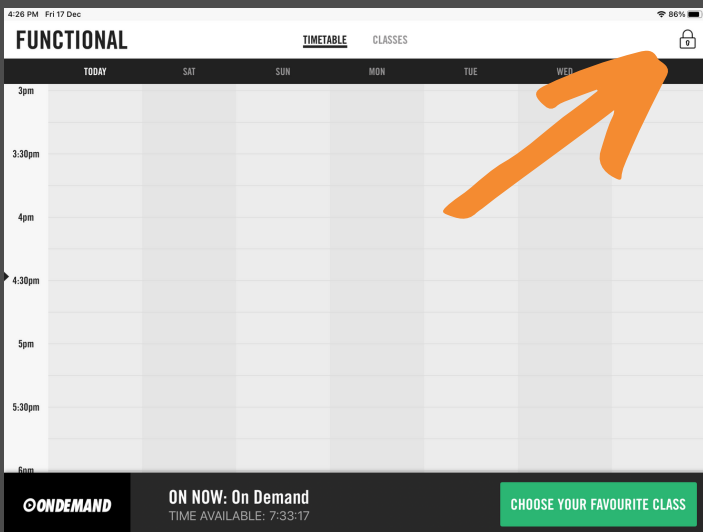 4:26 PM Fri 17 Dec 86%
FUNCTIONAL TIMETABLE CLASSES
TODAY SAT SUN MON TUE WED
3pm
3:30pm
4pm
4:30pm
5pm
5:30pm
6pm
ONDEMAND
ON NOW: On Demand
TIME AVAILABLE: 7:33:17
CHOOSE YOUR FAVOURITE CLASS